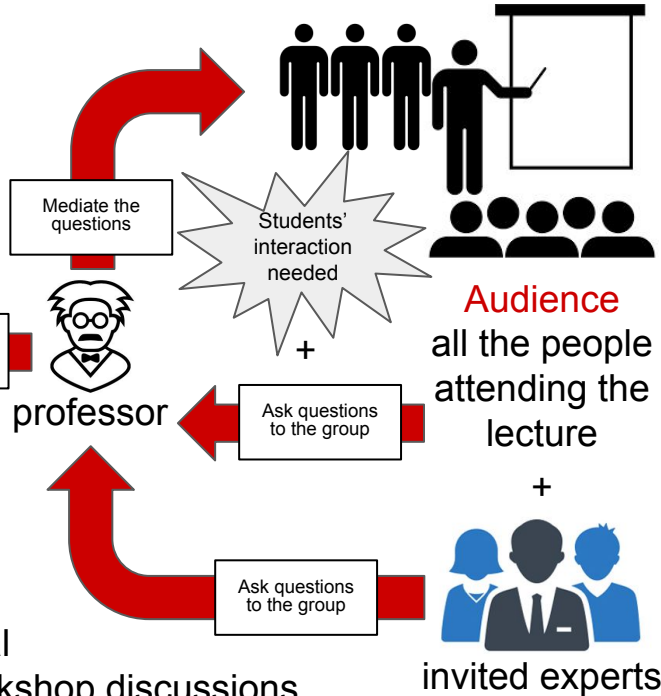 Mediate the
questions
Students’
interaction
needed
Audience
all the people
attending the
lecture
+
professor
Ask questions
to the group
+
Ask questions
to the group
invited experts
discussions